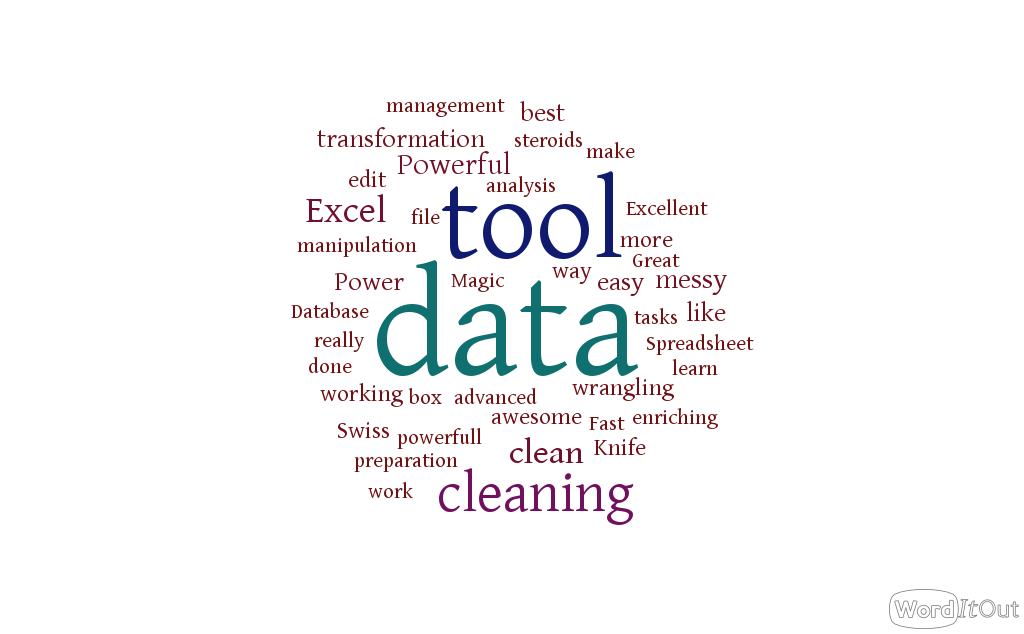 management
best
transformation
steroids
make
Powerful
edit
analysis
Excel
file
tool
Excellent
manipulation
more
Great
Power
Magic
way
easy
messy
Database
data
tasks
like
really
Spreadsheet
done
learn
working
box
advanced
wrangling
awesome
Fast
enriching
Swiss
powerfull
clean
Knife
preparation
work
cleaning
WordItOut